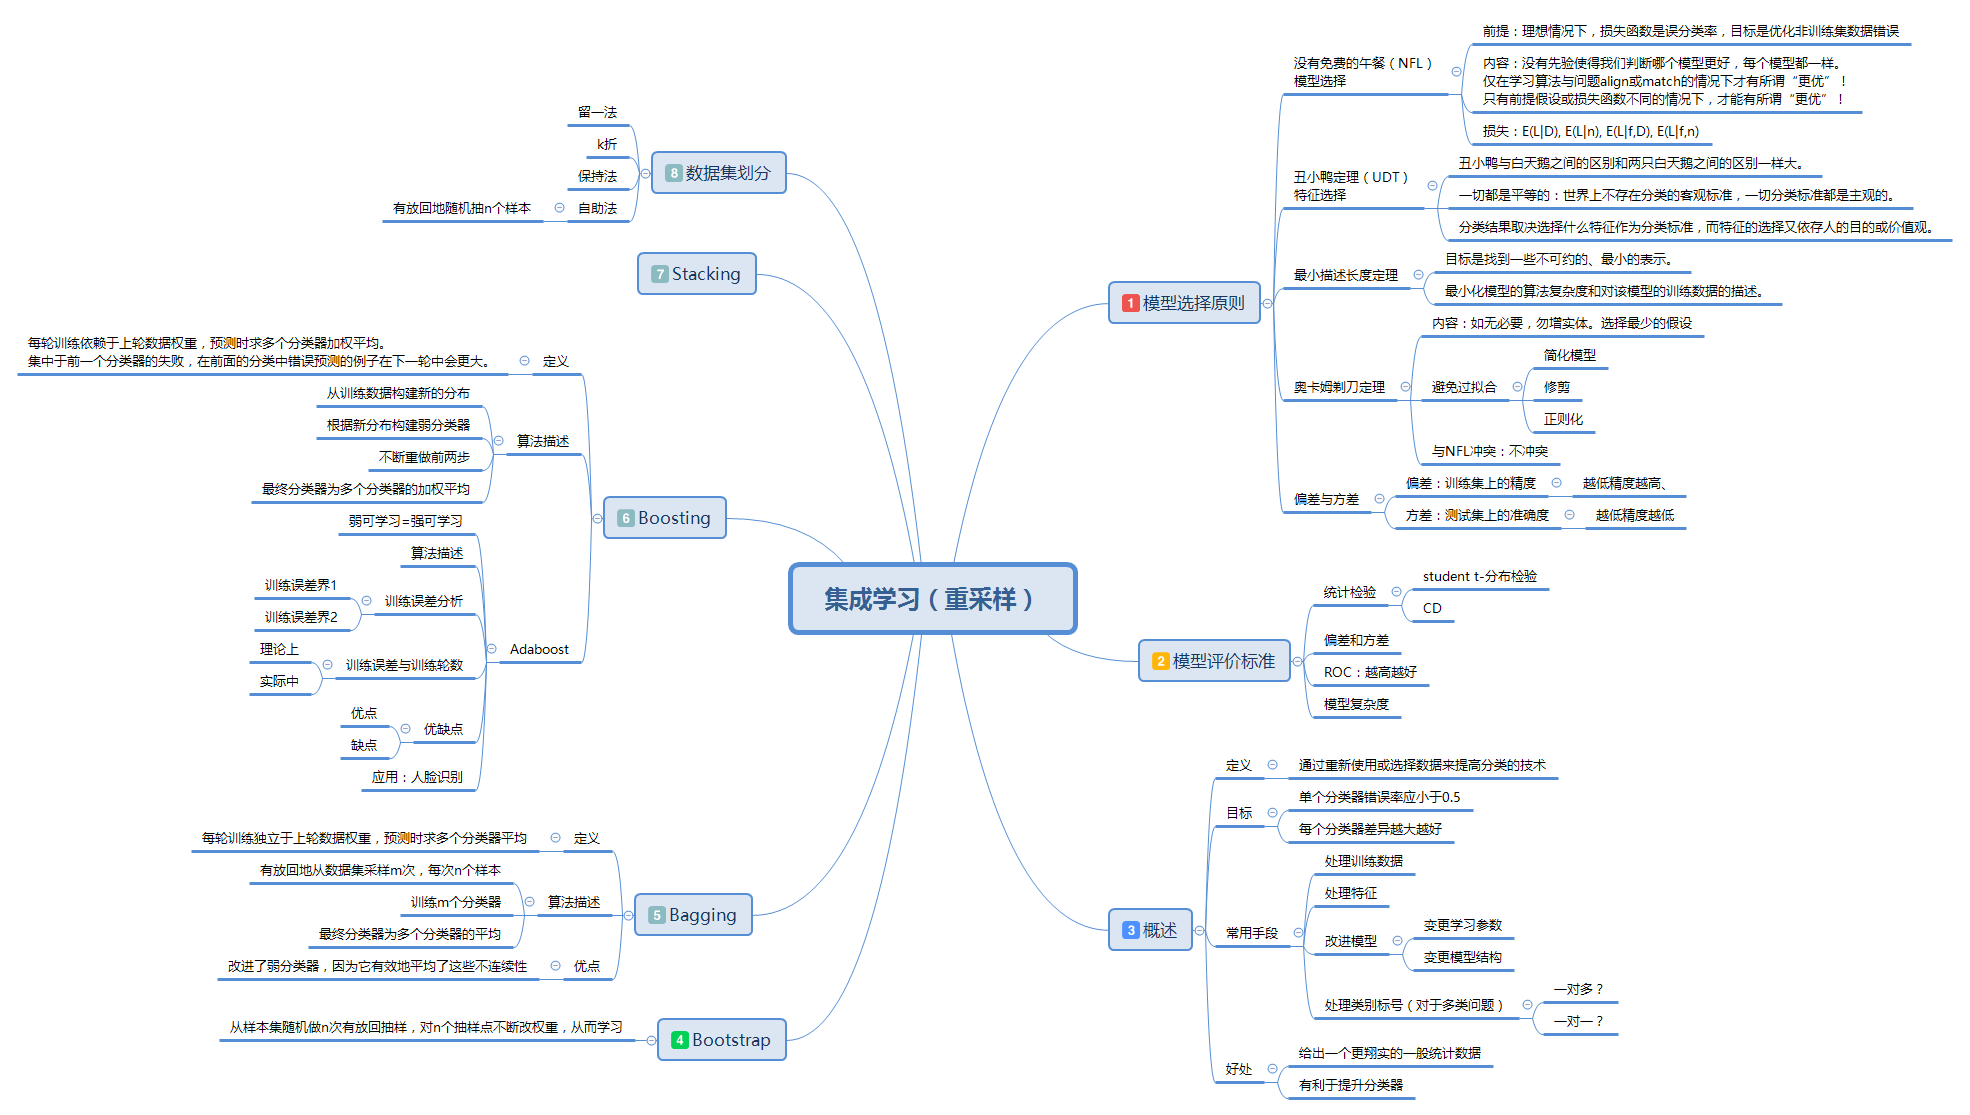 集成学习（重采样）
1 模型选择原则
没有免费的午餐（NFL）
模型选择
前提：理想情况下，损失函数是误分类率，目标是优化非训练集数据错误
内容：没有先验使得我们判断哪个模型更好，每个模型都一样。
仅在学习算法与问题align或match的情况下才有所谓“更优”！
只有前提假设或损失函数不同的情况下，才能有所谓“更优”！
损失：E(L|D), E(L|n), E(L|f,D), E(L|f,n)
丑小鸭定理（UDT）
特征选择
丑小鸭与白天鹅之间的区别和两只白天鹅之间的区别一样大。
一切都是平等的：世界上不存在分类的客观标准，一切分类标准都是主观的。
分类结果取决选择什么特征作为分类标准，而特征的选择又依存人的目的或价值观。
最小描述长度定理
目标是找到一些不可约的、最小的表示。
最小化模型的算法复杂度和对该模型的训练数据的描述。
奥卡姆剃刀定理
内容：如无必要，勿增实体。选择最少的假设
避免过拟合
简化模型
修剪
正则化
与NFL冲突：不冲突
偏差与方差
偏差：训练集上的精度
越低精度越高、
方差：测试集上的准确度
越低精度越低
2 模型评价标准
统计检验
student t-分布检验
CD
偏差和方差
ROC：越高越好
模型复杂度
3 概述
定义
通过重新使用或选择数据来提高分类的技术
目标
单个分类器错误率应小于0.5
每个分类器差异越大越好
常用手段
处理训练数据
处理特征
改进模型
变更学习参数
变更模型结构
处理类别标号（对于多类问题）
一对多？
一对一？
好处
给出一个更翔实的一般统计数据
有利于提升分类器
4 Bootstrap
从样本集随机做n次有放回抽样，对n个抽样点不断改权重，从而学习
5 Bagging
定义
每轮训练独立于上轮数据权重，预测时求多个分类器平均
算法描述
有放回地从数据集采样m次，每次n个样本
训练m个分类器
最终分类器为多个分类器的平均
优点
改进了弱分类器，因为它有效地平均了这些不连续性
6 Boosting
定义
每轮训练依赖于上轮数据权重，预测时求多个分类器加权平均。
集中于前一个分类器的失败，在前面的分类中错误预测的例子在下一轮中会更大。
算法描述
从训练数据构建新的分布
根据新分布构建弱分类器
不断重做前两步
最终分类器为多个分类器的加权平均
Adaboost
弱可学习=强可学习
算法描述
训练误差分析
训练误差界1
训练误差界2
训练误差与训练轮数
理论上
实际中
优缺点
优点
缺点
应用：人脸识别
7 Stacking
8 数据集划分
留一法
k折
保持法
自助法
有放回地随机抽n个样本